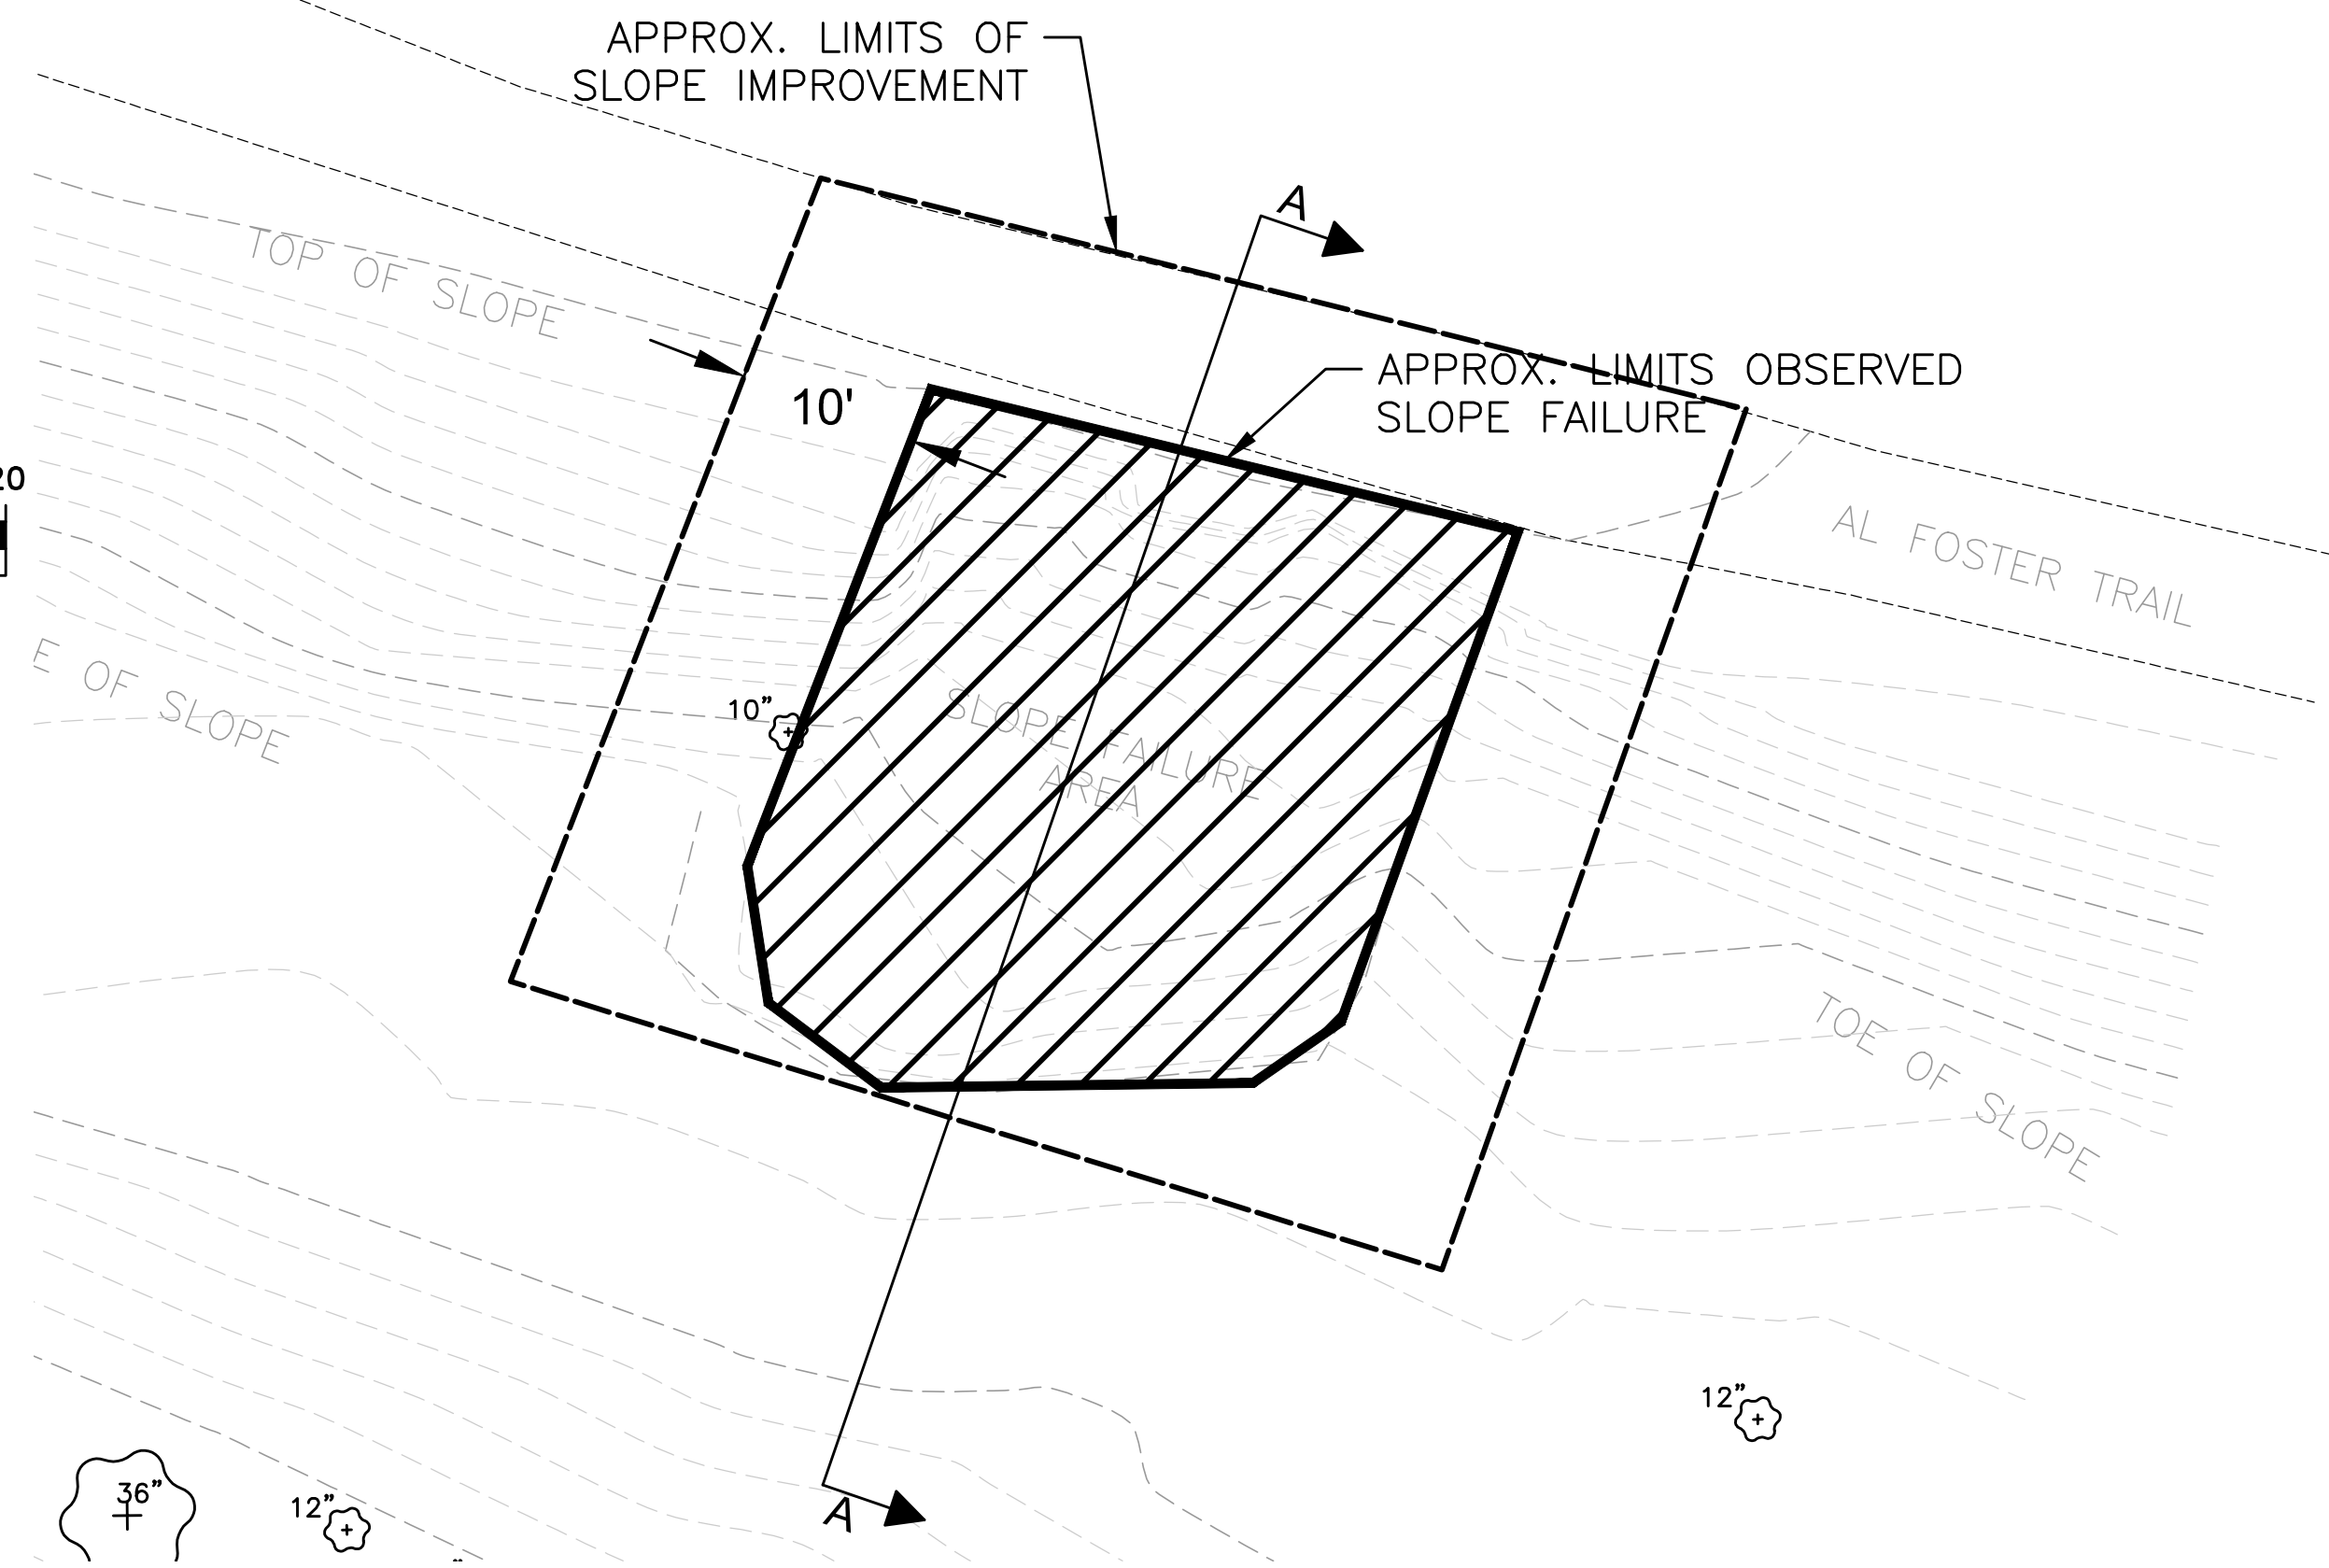 APPROX. LIMITS OF
SLOPE IMPROVEMENT
A
TOP OF SLOPE
APPROX. LIMITS OBSERVED
SLOPE FAILURE
10'
20
AL FOSTER TRAIL
E OF SLOPE
10"
SLOPE FAILURE
AREA
TOE OF SLOPE
12"
36"
12"
A